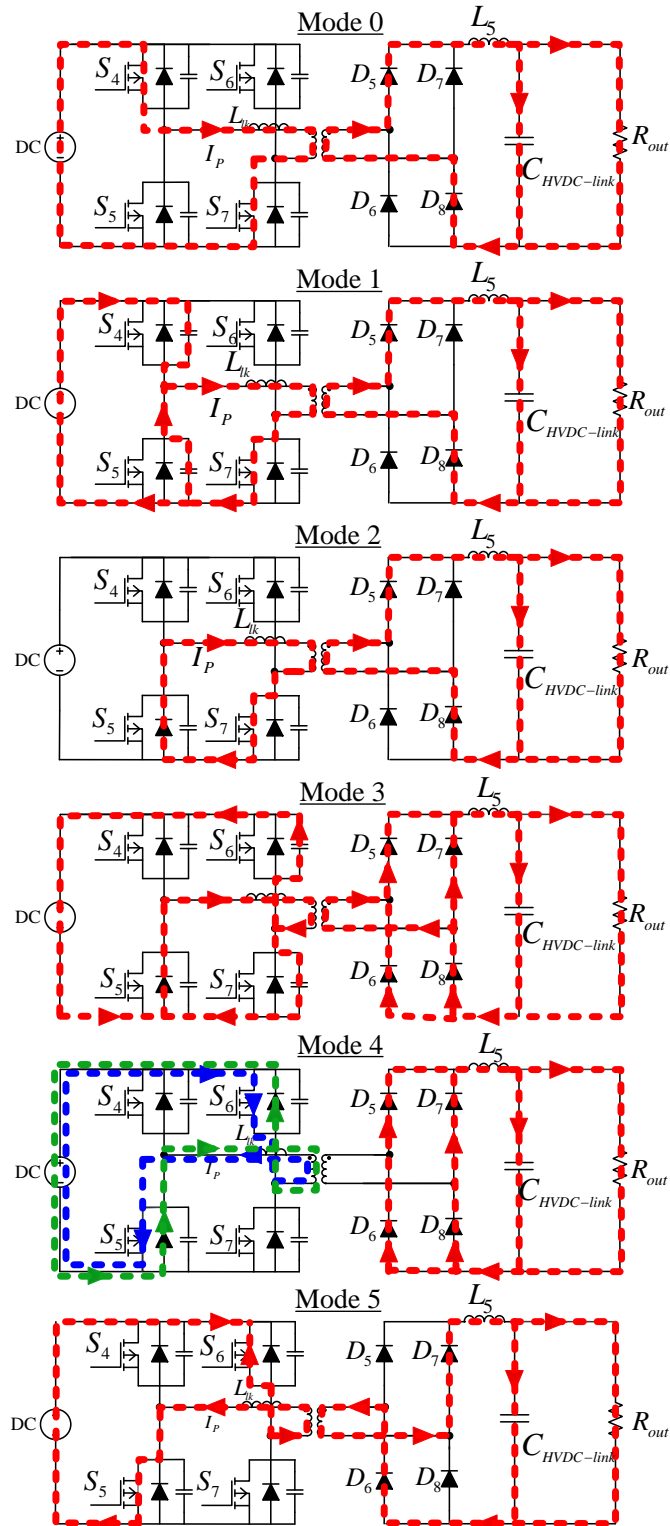 Mode 0
L5
S4 S6 D5 D7
Llk
DC IP CHVDC−link Rout
S5 S7 D6 D8
Mode 1
L5
S4 S6 D5 D7
Llk
DC IP CHVDC−link Rout
S5 S7 D6 D8
Mode 2
L5
S4 S6 D5 D7
Llk
DC IP CHVDC−link Rout
S5 S7 D6 D8
Mode 3
L5
S4 S6 D5 D7
DC CHVDC−link Rout
S5 S7 D6 D8
Mode 4
L5
S4 S6 D5 D7
Llk
DC IP CHVDC−link Rout
S5 S7 D6 D8
Mode 5
L5
S4 S6 D5 D7
Llk
DC IP CHVDC−link Rout
S5 S7 D6 D8